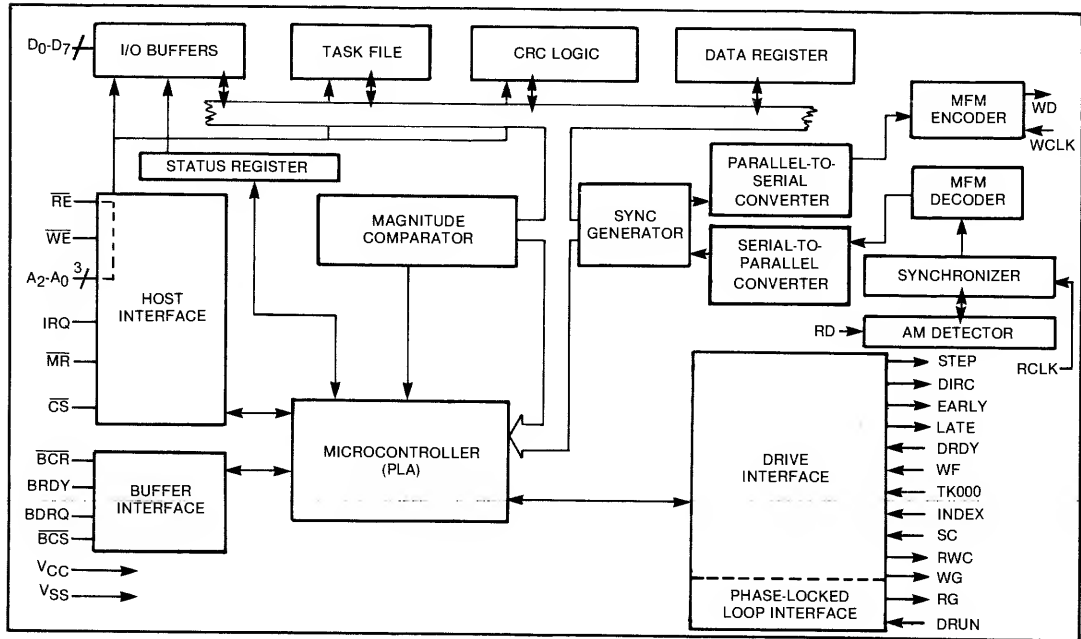 D0-D7
I/O BUFFERS
TASK FILE
CRC LOGIC
DATA REGISTER
MFM
ENCODER
WD
WCLK
STATUS REGISTER
PARALLEL-TO-
SERIAL
CONVERTER
MFM
DECODER
RE
WE
A2-A0
3
IRQ
MR
CS
HOST
INTERFACE
MAGNITUDE
COMPARATOR
SYNC
GENERATOR
SERIAL-TO-
PARALLEL
CONVERTER
SYNCHRONIZER
RD
AM DETECTOR
RCLK
MICROCONTROLLER
(PLA)
BCR
BRDY
BDRQ
BCS
BUFFER
INTERFACE
VCC
VSS
DRIVE
INTERFACE
PHASE-LOCKED
LOOP INTERFACE
STEP
DIRC
EARLY
LATE
DRDY
WF
TK000
INDEX
SC
RWC
WG
RG
DRUN